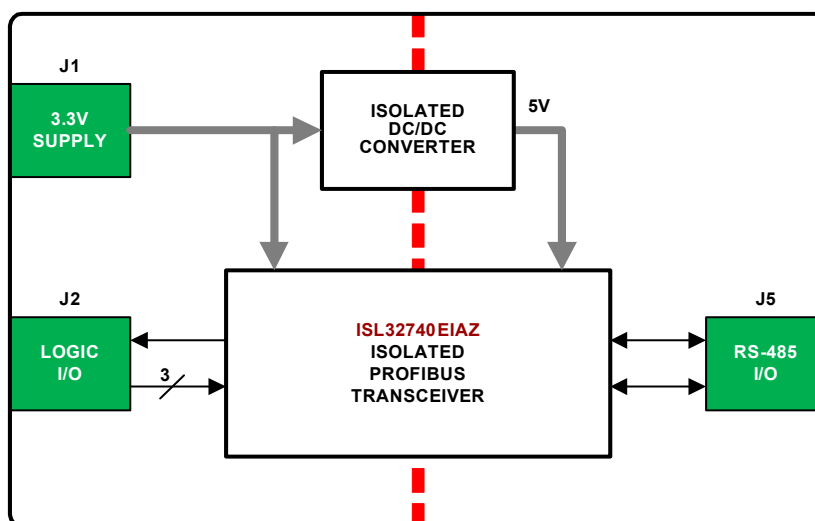 J1
3.3V
SUPPLY
ISOLATED
DC/DC
CONVERTER
5V
J2
LOGIC
I/O
3
ISL32740EIAZ
ISOLATED
PROFIBUS
TRANSCEIVER
J5
RS-485
I/O